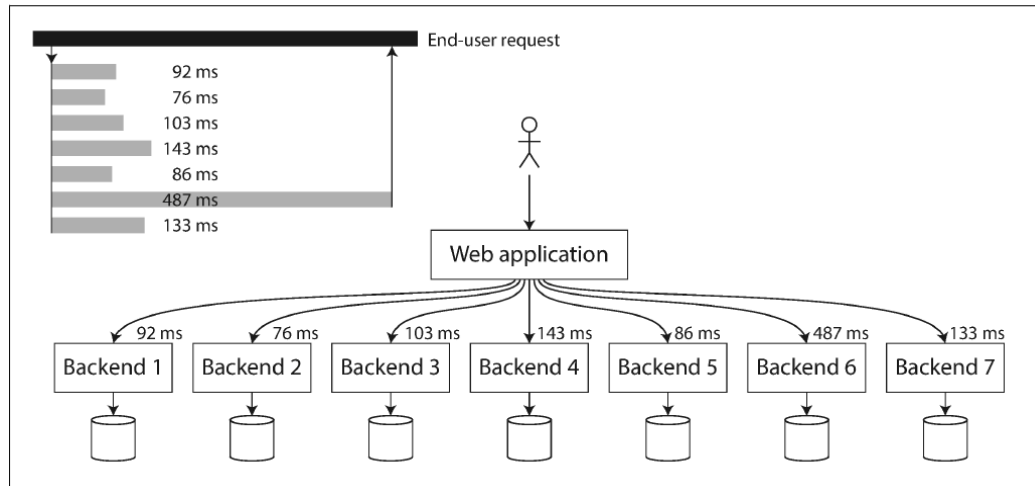 End-user request
92 ms
76 ms
103 ms
143 ms
86 ms
487 ms
133 ms
Web application
92 ms
76 ms
103 ms
143 ms
86 ms
487 ms
133 ms
Backend 1
Backend 2
Backend 3
Backend 4
Backend 5
Backend 6
Backend 7